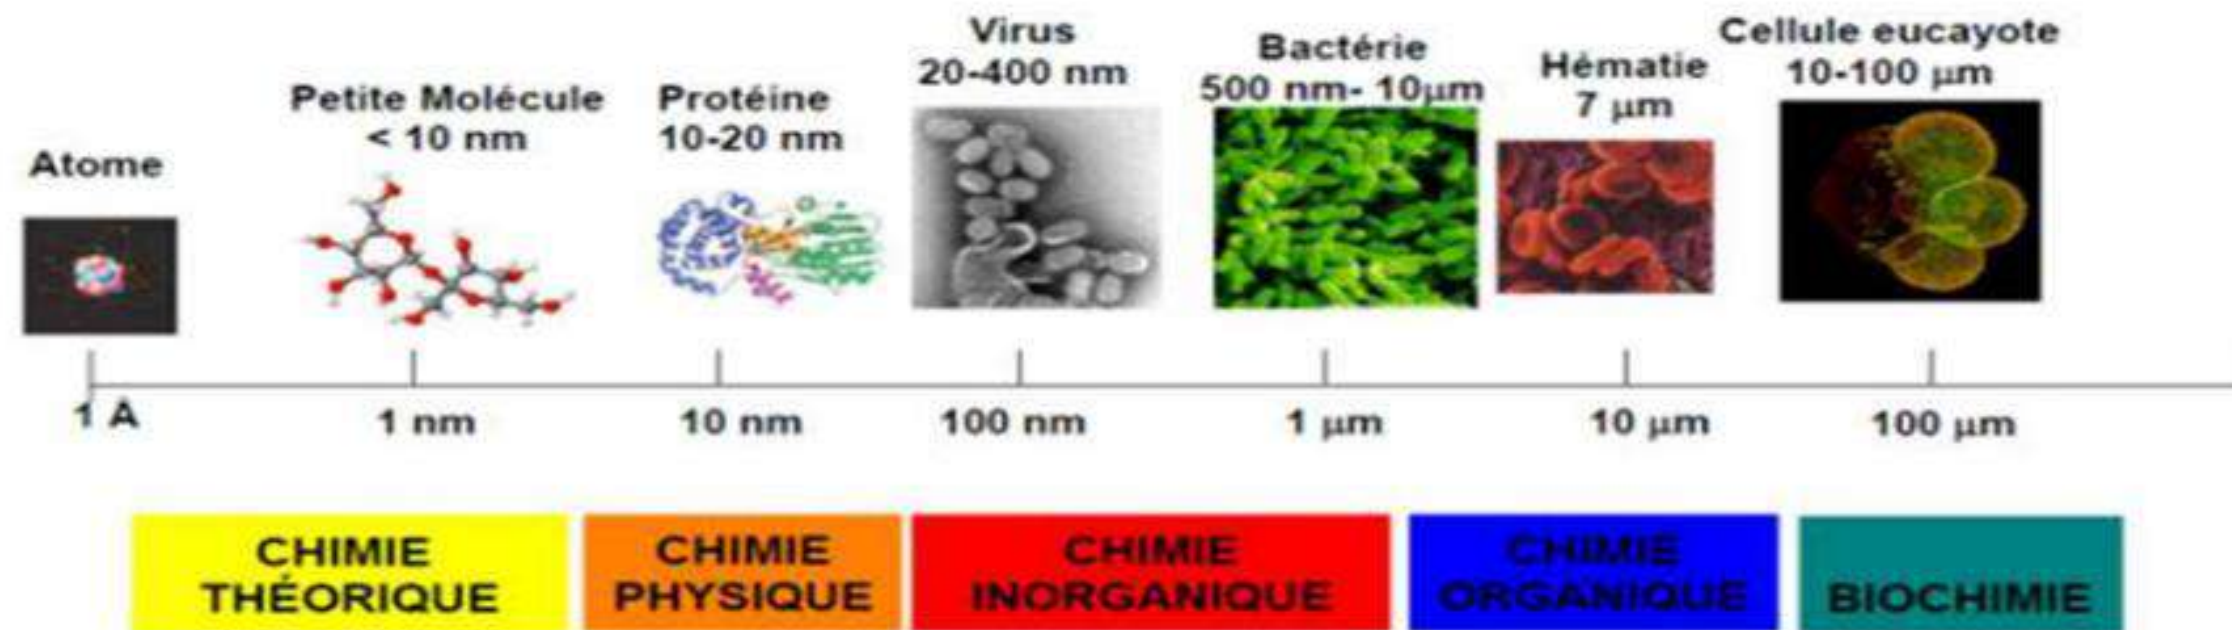 Atome
Petite Molécule
< 10 nm
Protéine
10-20 nm
Virus
20-400 nm
Bactérie
500 nm- 10μm
Hématie
7 μm
Cellule eucayote
10-100 μm
1 A
1 nm
10 nm
100 nm
1 μm
10 μm
100 μm
CHIMIE
THÉORIQUE
CHIMIE
PHYSIQUE
CHIMIE
INORGANIQUE
CHIMIE
ORGANIQUE
BIOCHIMIE